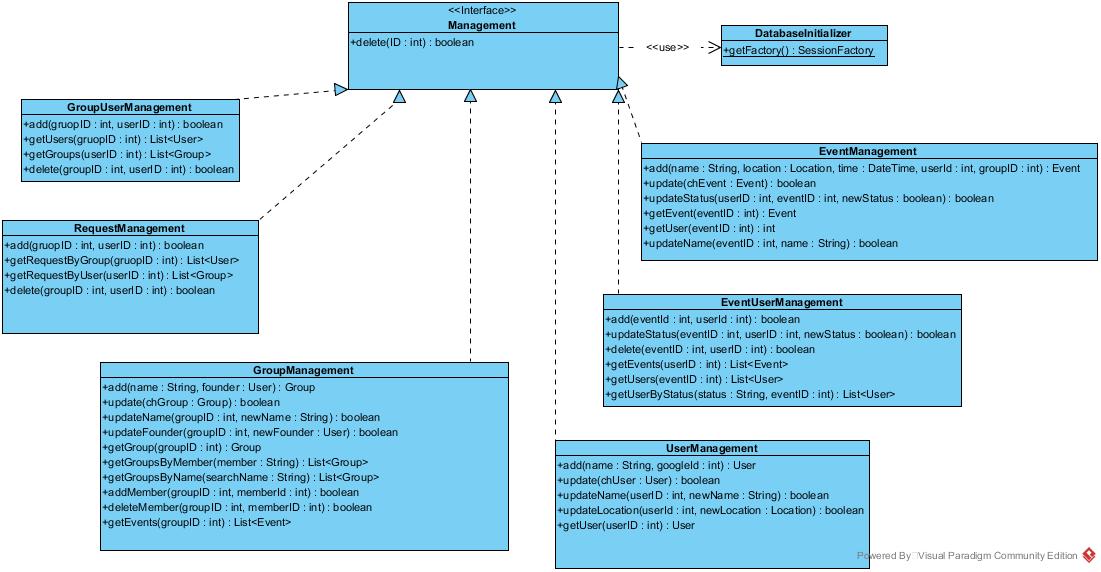 <<Interface>>
Management
+delete(ID : int) : boolean
<<use>>
DatabaseInitializer
+getFactory() : SessionFactory
GroupUserManagement
+add(gruopID : int, userID : int) : boolean
+getUsers(gruopID : int) : List<User>
+getGroups(userID : int) : List<Group>
+delete(groupID : int, userID : int) : boolean
EventManagement
+add(name : String, location : Location, time : DateTime, userId : int, groupID : int) : Event
+update(chEvent : Event) : boolean
+updateStatus(userID : int, eventID : int, newStatus : boolean) : boolean
+getEvent(eventID : int) : Event
+getUser(eventID : int) : int
+updateName(eventID : int, name : String) : boolean
RequestManagement
+add(gruopID : int, userID : int) : boolean
+getRequestByGroup(gruopID : int) : List<User>
+getRequestByUser(userID : int) : List<Group>
+delete(groupID : int, userID : int) : boolean
EventUserManagement
+add(eventId : int, userId : int) : boolean
+updateStatus(eventID : int, userID : int, newStatus : boolean) : boolean
+delete(eventID : int, userID : int) : boolean
+getEvents(userID : int) : List<Event>
+getUsers(eventID : int) : List<User>
+getUserByStatus(status : String, eventID : int) : List<User>
GroupManagement
+add(name : String, founder : User) : Group
+update(chGroup : Group) : boolean
+updateName(groupID : int, newName : String) : boolean
+updateFounder(groupID : int, newFounder : User) : boolean
+getGroup(groupID : int) : Group
+getGroupsByMember(member : String) : List<Group>
+getGroupsByName(searchName : String) : List<Group>
+addMember(groupID : int, memberId : int) : boolean
+deleteMember(groupID : int, memberID : int) : boolean
+getEvents(groupID : int) : List<Event>
UserManagement
+add(name : String, googleId : int) : User
+update(chUser : User) : boolean
+updateName(userID : int, newName : String) : boolean
+updateLocation(userId : int, newLocation : Location) : boolean
+getUser(userID : int) : User
Powered By Visual Paradigm Community Edition